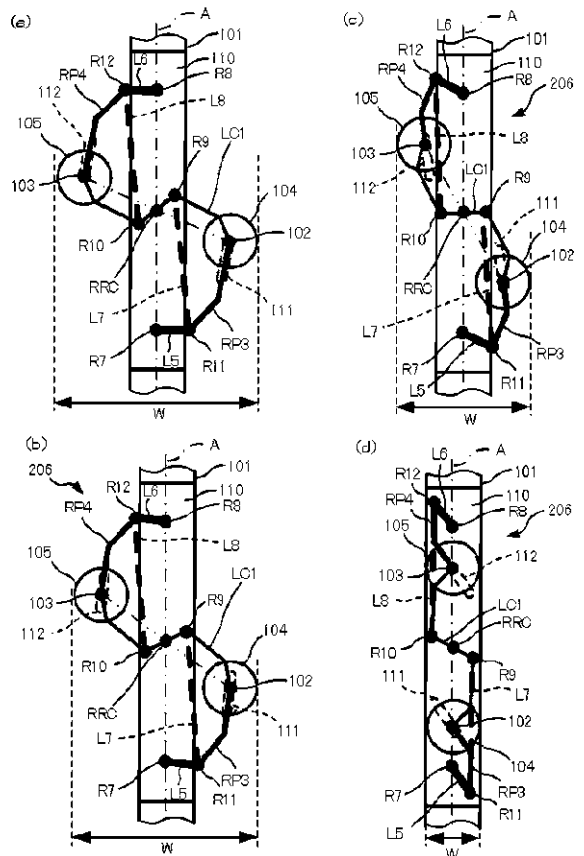 (a)
A
101
R12
L6
110
RP4
R8
112
L8
105
R9
LC1
103
104
R10
102
RRC
111
L7
R7
L5
RP3
R11
W
(b)
A
206
101
R12
L6
110
RP4
R8
105
L8
R9
LC1
103
104
112
R10
102
RRC
111
L7
RP3
R7
L5
R11
W
(c)
A
101
L6
110
R12
R8
RP4
206
105
L8
103
LC1
R9
112
111
104
R10
102
RRC
L7
R7
L5
RP3
R11
W
(d)
A
L6
101
R12
110
RP4
R8
206
105
112
103
L8
LC1
RRC
R10
R9
111
L7
102
104
R7
RP3
L5
R11
W